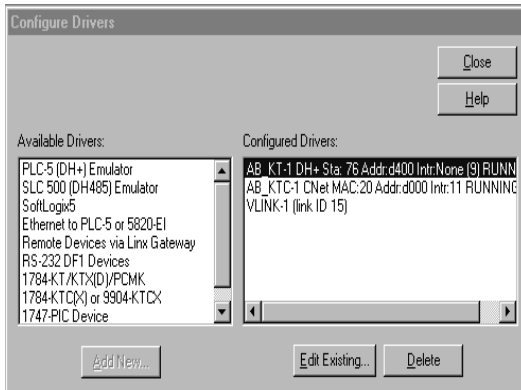 Configure Drivers
Close
Help
Available Drivers:
PLC-5 (DH+) Emulator
SLC 500 (DH485) Emulator
SoftLogix5
Ethernet to PLC-5 or 5820-EI
Remote Devices via Linx Gateway
RS-232 DF1 Devices
1784-KT/KTX(D)/PCMK
1784-KTC(X) or 9904-KTCX
1747-PIC Device
Configured Drivers:
AB_KT-1 DH+ Sta: 76 Addr:d400 Intr:None (9) RUNN
AB_KTC-1 CNet MAC:20 Addr:d000 Intr:11 RUNNING
VLINK-1 (link ID 15)
Add New...
Edit Existing...
Delete